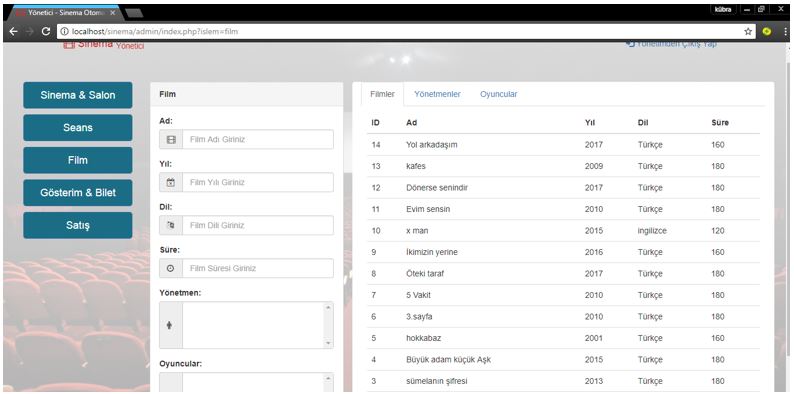 Yönetici - Sinema Otoma
kübra
localhost/sinema/admin/index.php?islem=film
Sinema Yönetici
Yönetimden Çıkış Yap
Sinema & Salon
Seans
Film
Gösterim & Bilet
Satış
Film
Ad:
Film Adı Giriniz
Yıl:
Film Yılı Giriniz
Dil:
Film Dili Giriniz
Süre:
Film Süresi Giriniz
Yönetmen:
Oyuncular:
Filmler Yönetmenler Oyuncular
ID Ad Yıl Dil Süre
14 Yol arkadaşım 2017 Türkçe 160
13 kafes 2009 Türkçe 180
12 Dönerse senindir 2017 Türkçe 180
11 Evim sensin 2010 Türkçe 180
10 x man 2015 ingilizce 120
9 İkimizin yerine 2016 Türkçe 160
8 Öteki taraf 2017 Türkçe 180
7 5 Vakit 2010 Türkçe 180
6 3.sayfa 2010 Türkçe 180
5 hokkabaz 2001 Türkçe 160
4 Büyük adam küçük Aşk 2015 Türkçe 180
3 sümelanın şifresi 2013 Türkçe 180